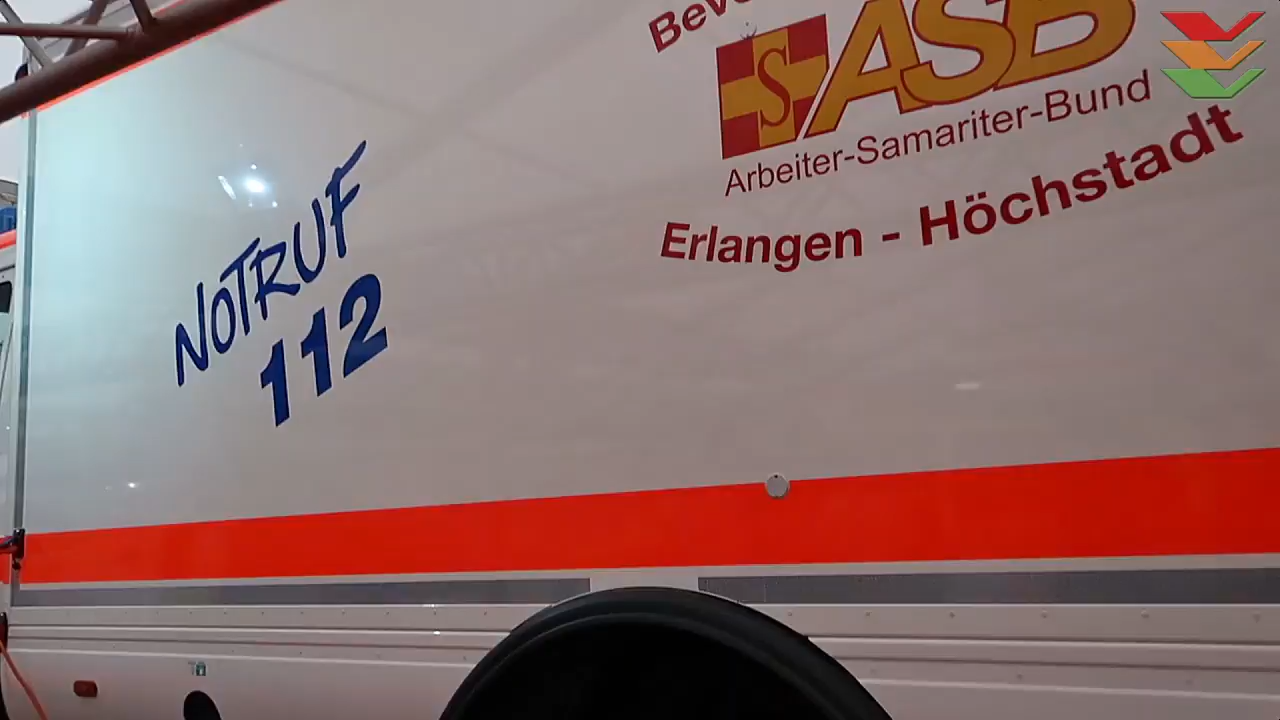 S ASB
Arbeiter-Samariter-Bund
Erlangen - Höchstadt
NOTRUF
112